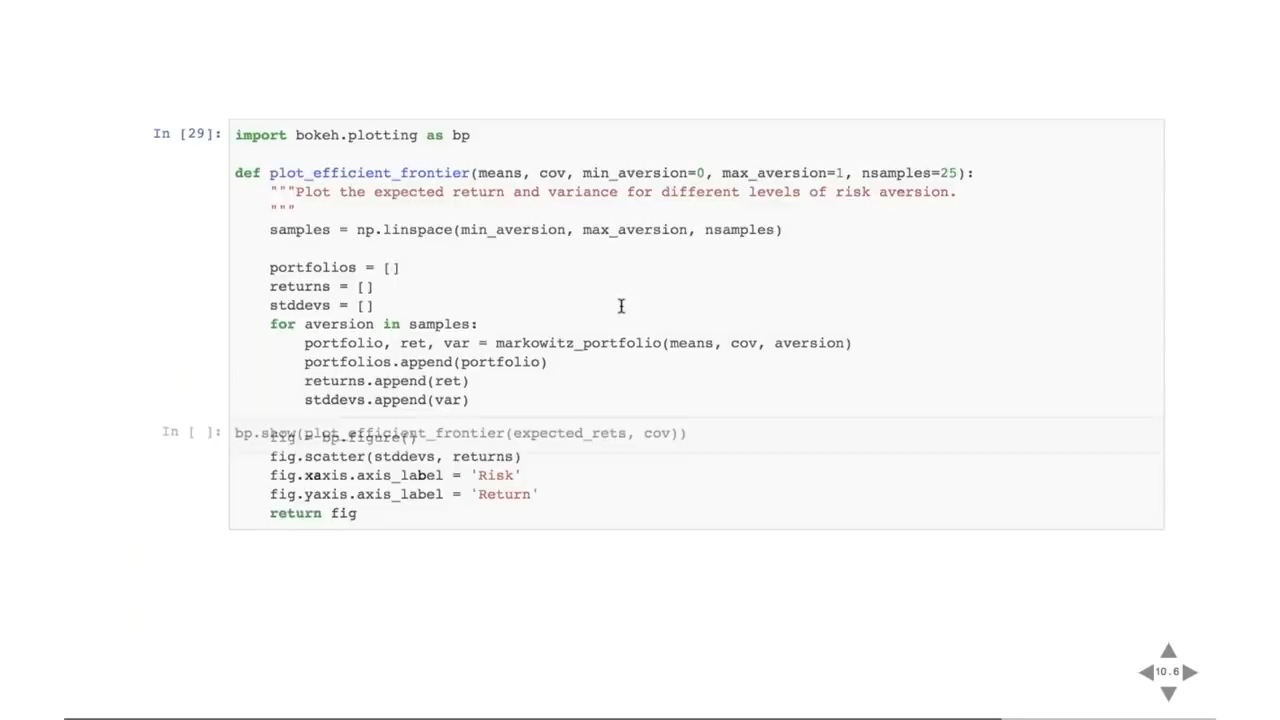 In [29]: import bokeh.plotting as bp
def plot_efficient_frontier(means, cov, min_aversion=0, max_aversion=1, nsamples=25):
    """Plot the expected return and variance for different levels of risk aversion.
    """
    samples = np.linspace(min_aversion, max_aversion, nsamples)
    portfolios = []
    returns = []
    stddevs = []
    for aversion in samples:
        portfolio, ret, var = markowitz_portfolio(means, cov, aversion)
        portfolios.append(portfolio)
        returns.append(ret)
        stddevs.append(var)
In [ ]: bp.show(plot_efficient_frontier(expected_rets, cov))
    fig = bp.figure()
    fig.scatter(stddevs, returns)
    fig.xaxis.axis_label = 'Risk'
    fig.yaxis.axis_label = 'Return'
    return fig
10.6